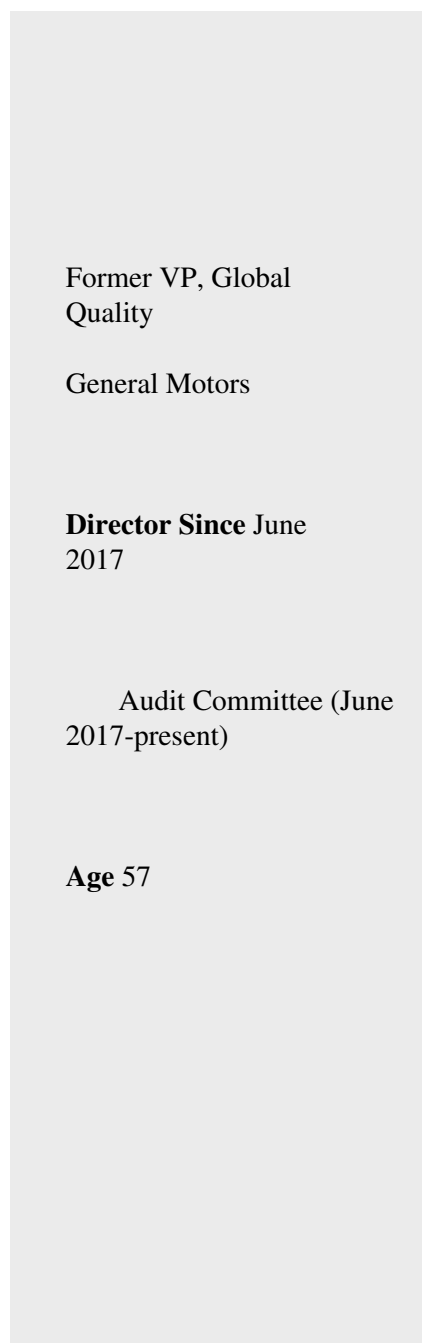 Former VP, Global
Quality
General Motors
Director Since June
2017
Audit Committee (June
2017-present)
Age 57